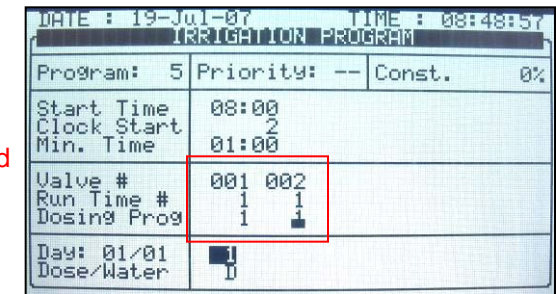 DATE : 19-Jul-07 TIME : 08:48:57
IRRIGATION PROGRAM
Program: 5 Priority: -- Const. 0%
Start Time 08:00
Clock Start 2
Min. Time 01:00
Valve # 001 002
Run Time # 1 1
Dosing Prog 1 1
Day: 01/01 1
Dose/Water D